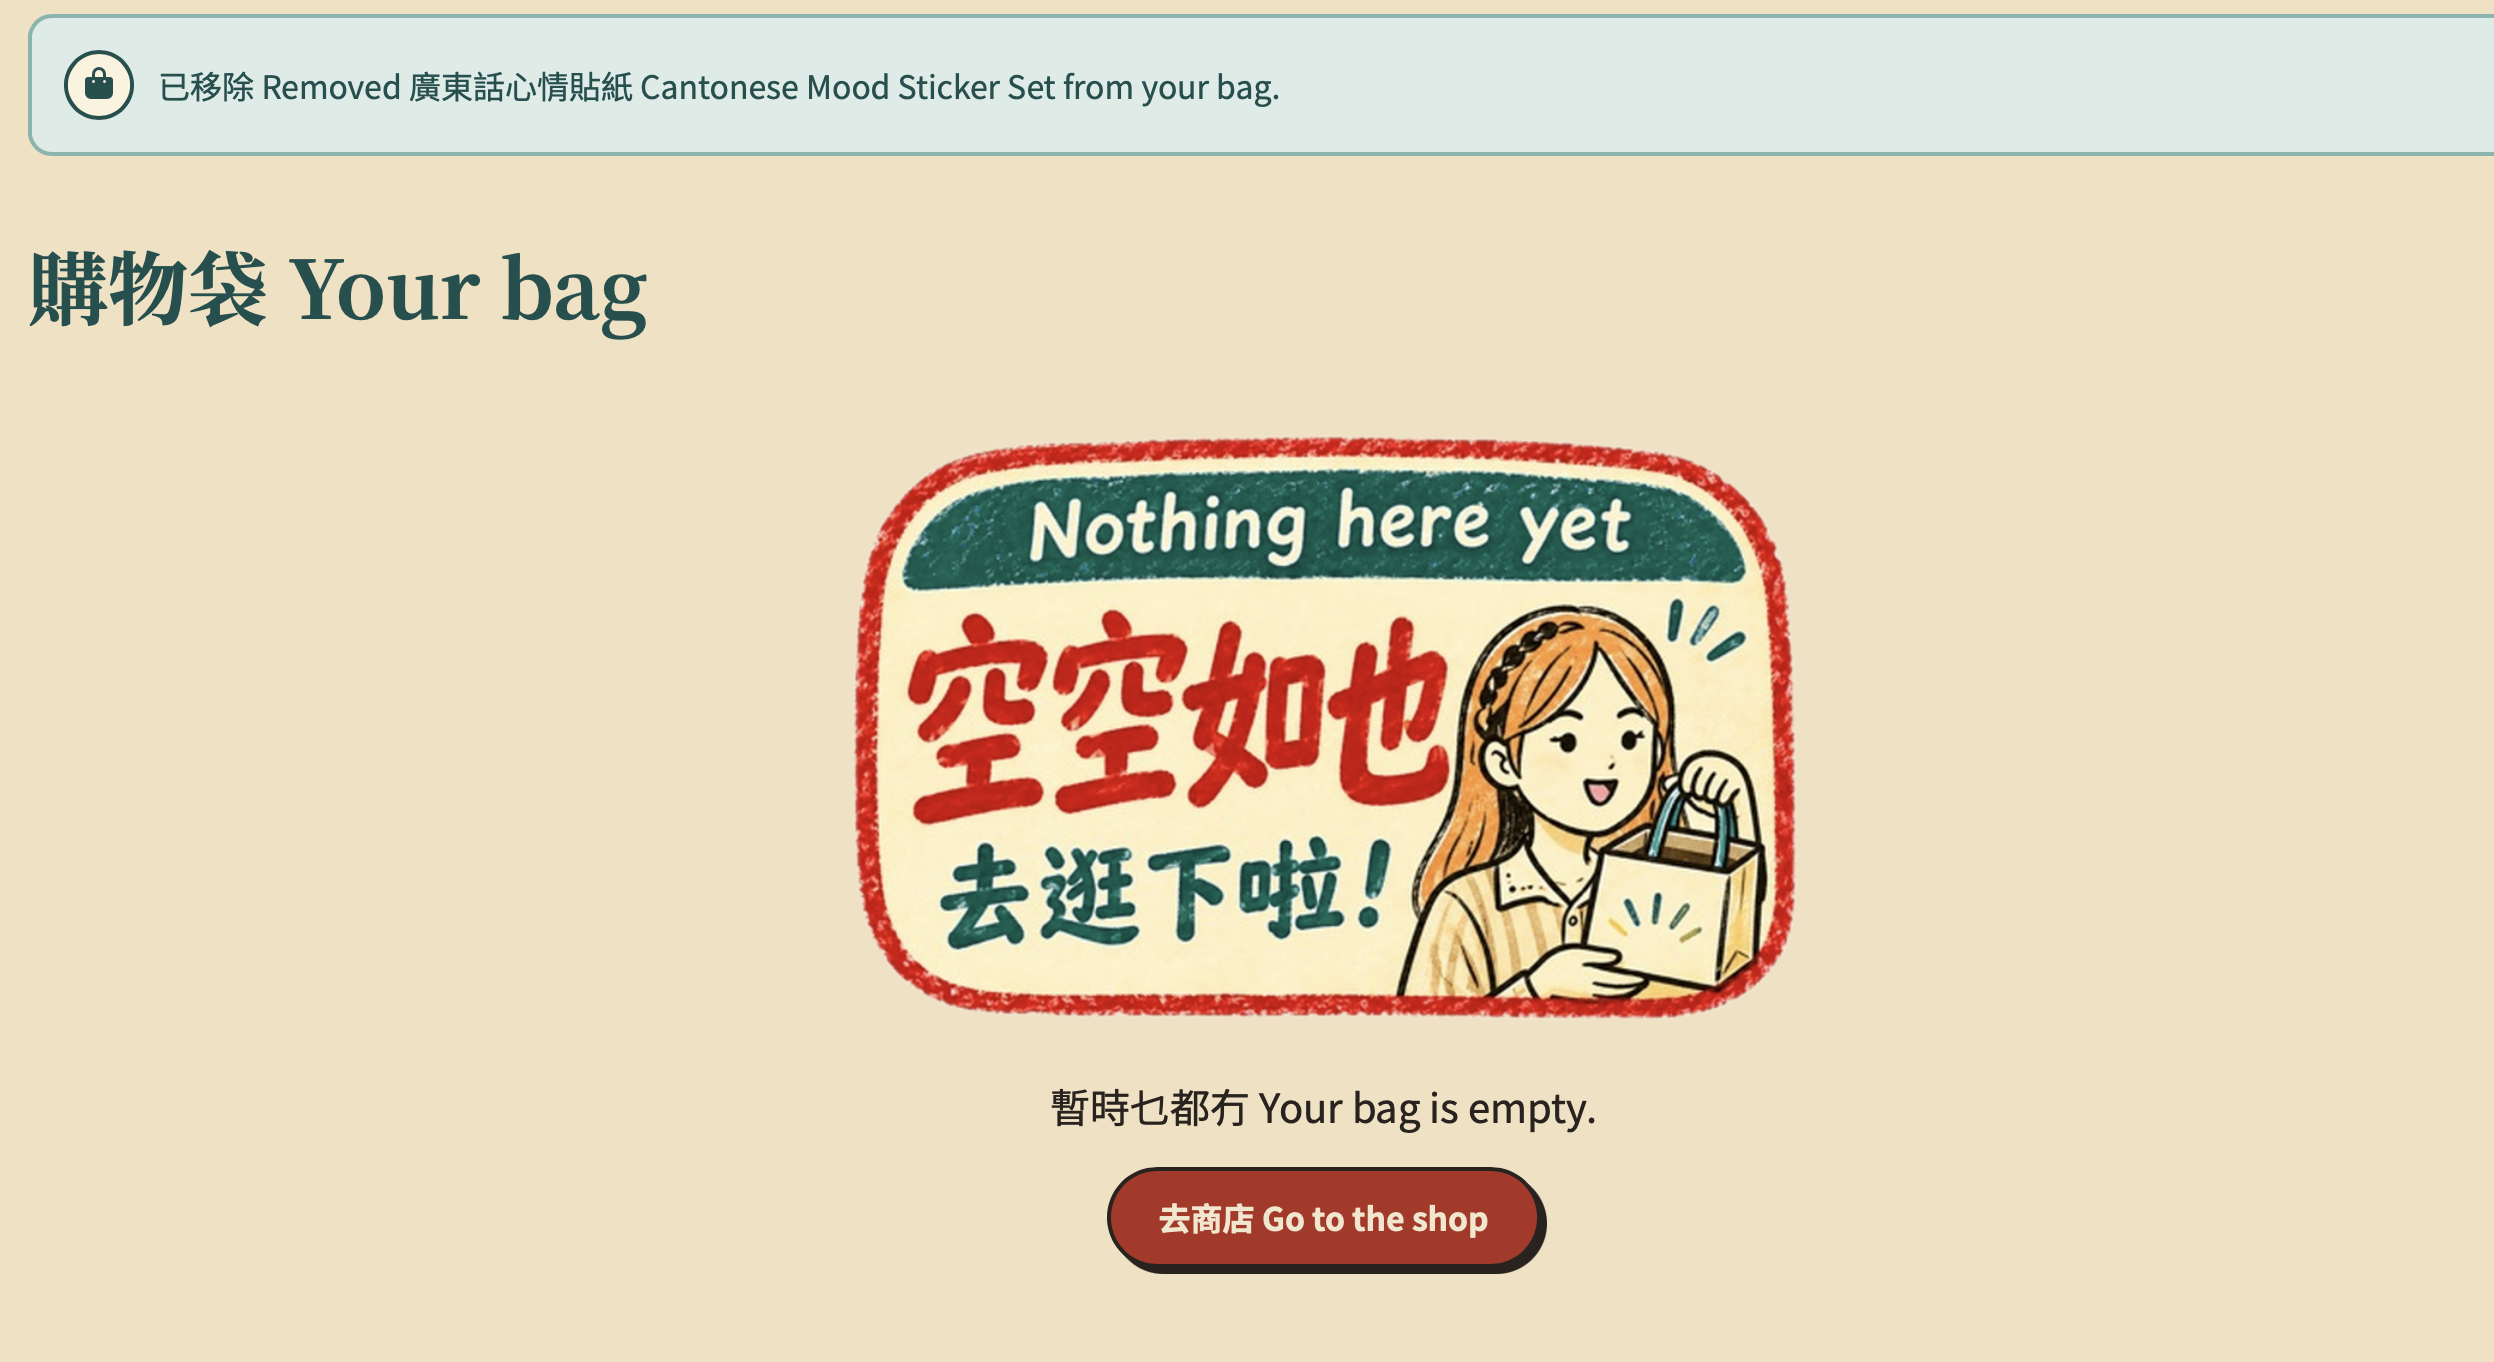 已移除 Removed 廣東話心情貼紙 Cantonese Mood Sticker Set from your bag.
購物袋 Your bag
Nothing here yet
空空如也
去逛下啦！
暫時乜都冇 Your bag is empty.
去商店 Go to the shop